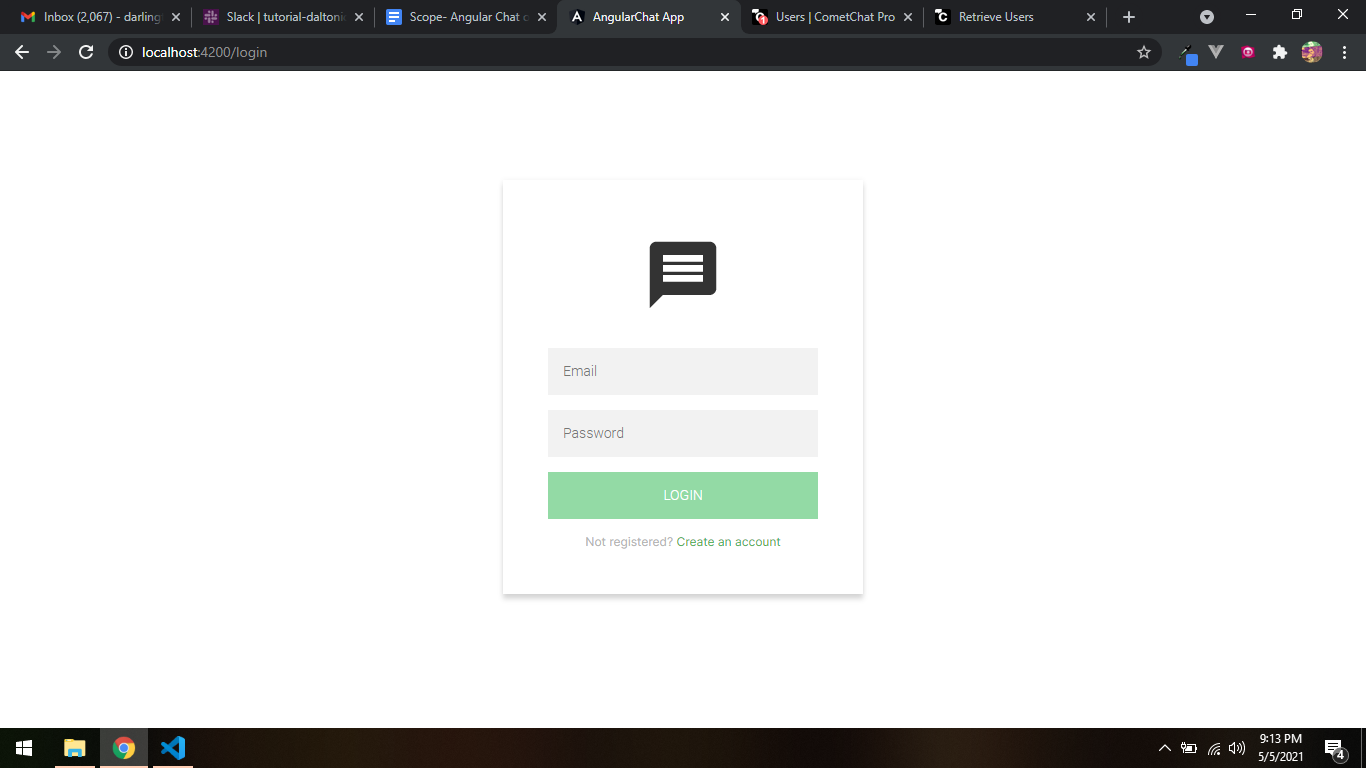 Inbox (2,067) - darling
Slack | tutorial-daltoni
Scope- Angular Chat
AngularChat App
Users | CometChat Pro
Retrieve Users
localhost:4200/login
Email
Password
LOGIN
Not registered? Create an account
9:13 PM
5/5/2021
4